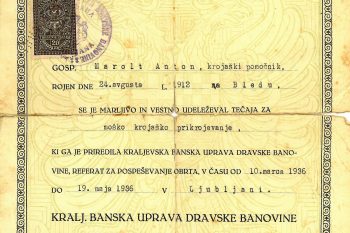 GOSP. Marolt Anton, krojaški pomočnik,
ROJEN DNE 24.avgusta L. 1912 na Bledu,
SE JE MARLJIVO IN VESTNO UDELEŽEVAL TEČAJA ZA
moško krojaško prikrojevanje,
KI GA JE PRIREDILA KRALJEVSKA BANSKA UPRAVA DRAVSKE BANO-
VINE, REFERAT ZA POSPEŠEVANJE OBRTA, V ČASU OD 10.marca 1936
DO 19.maja 1936 V Ljubljani.
KRALJ. BANSKA UPRAVA DRAVSKE BANOVINE